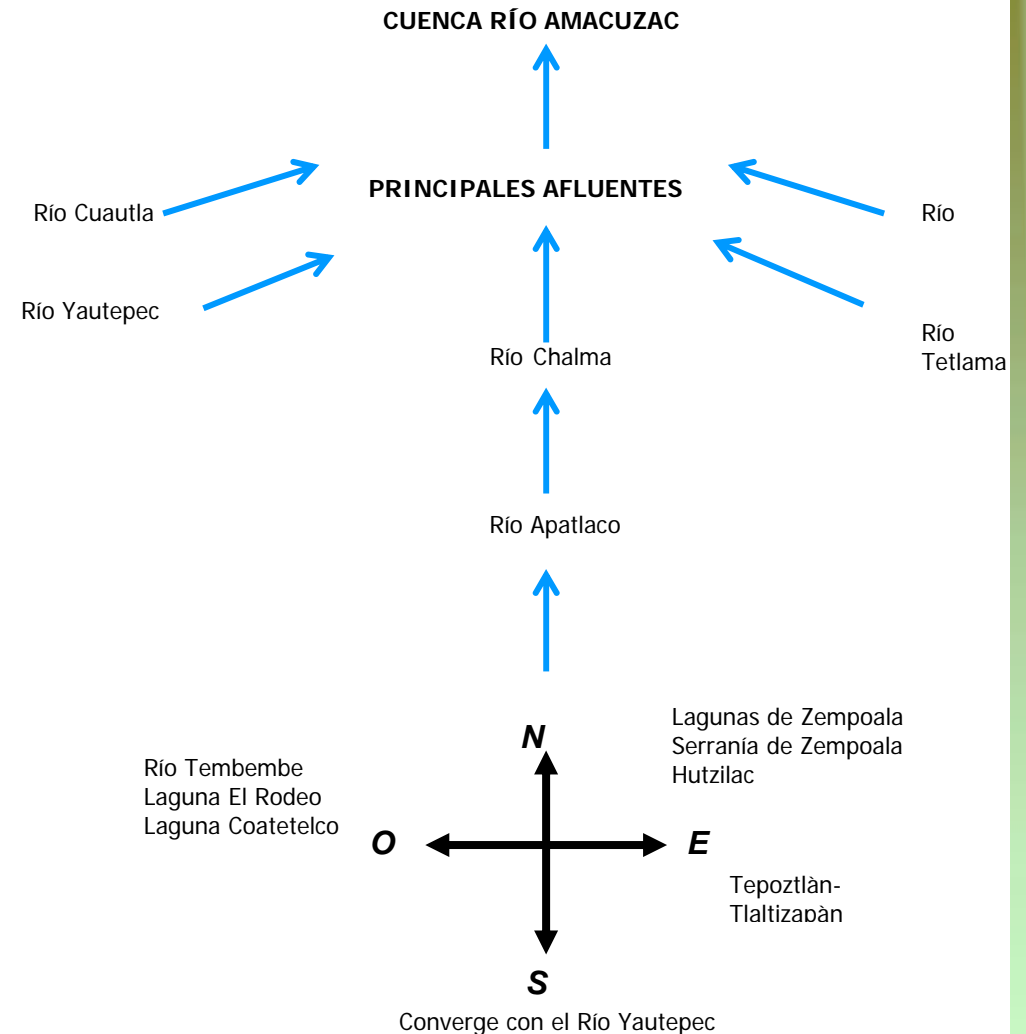 CUENCA RÍO AMACUZAC
PRINCIPALES AFLUENTES
Río Cuautla
Río
Río Yautepec
Río
Tetlama
Río Chalma
Río Apatlaco
N
Lagunas de Zempoala
Serranía de Zempoala
Hutzilac
Río Tembembe
Laguna El Rodeo
Laguna Coatetelco
O
E
Tepoztlàn-
Tlaltizapàn
S
Converge con el Río Yautepec